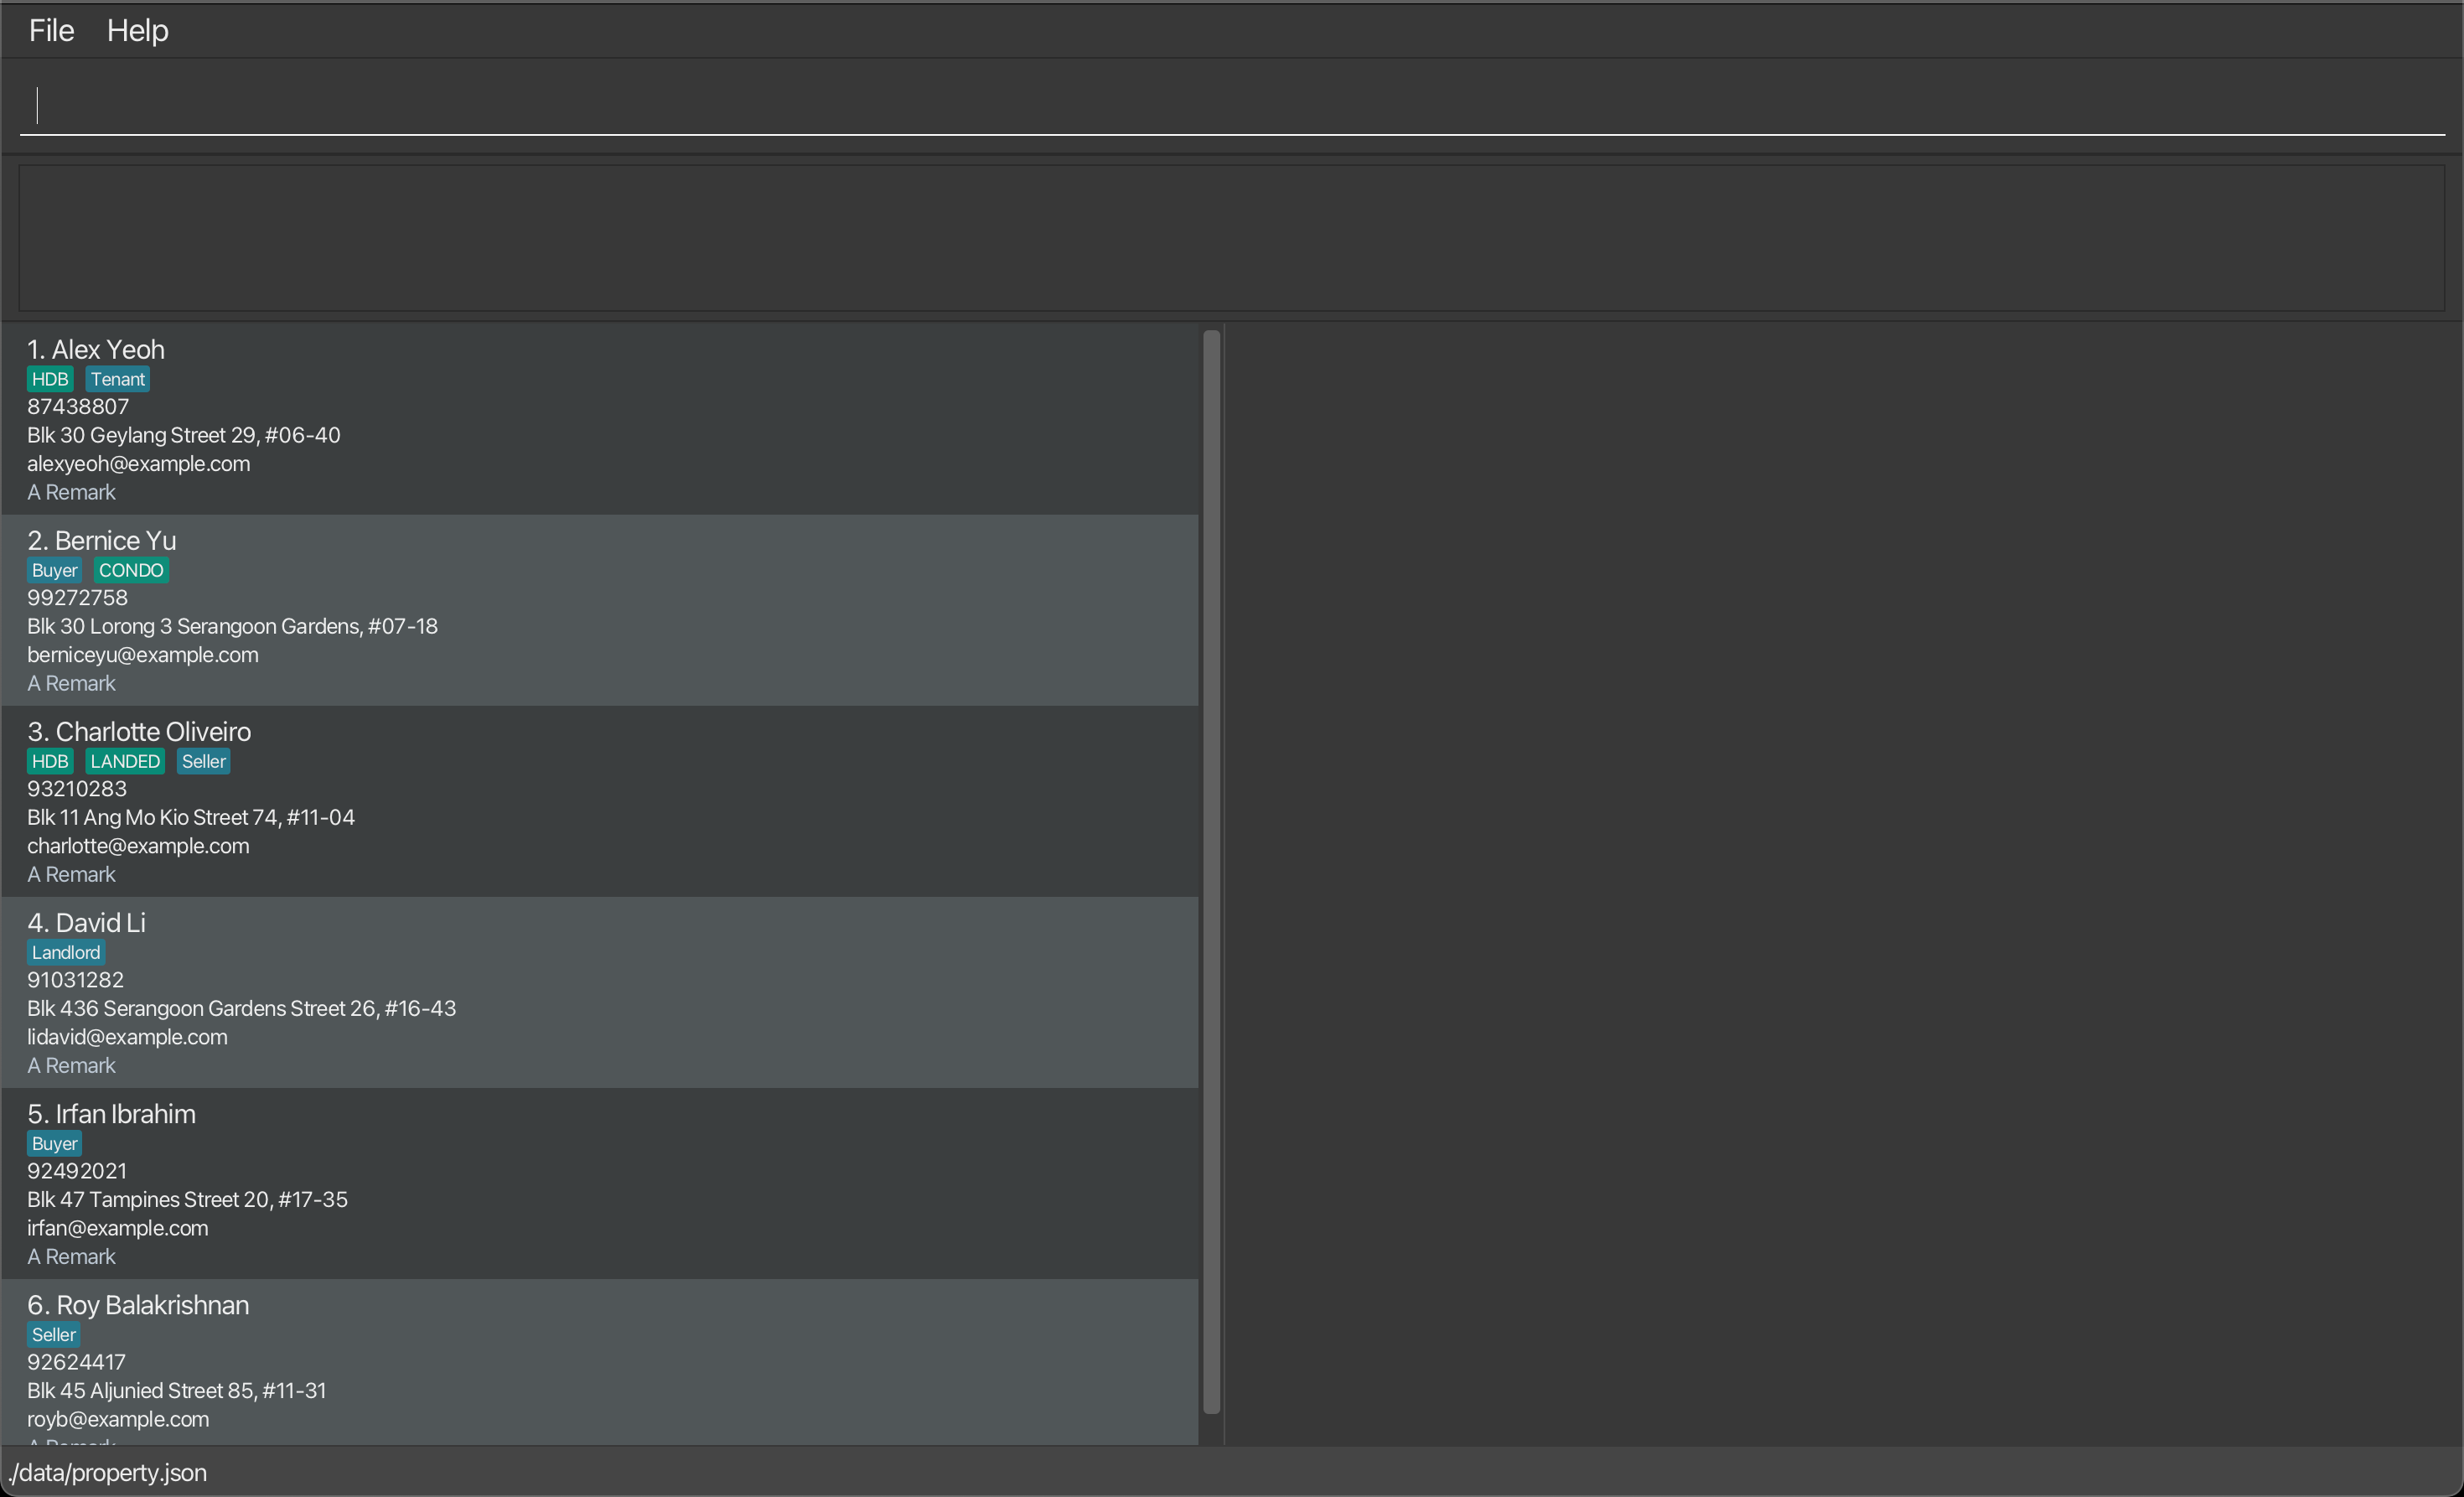 File Help
1. Alex Yeoh
HDB Tenant
87438807
Blk 30 Geylang Street 29, #06-40
alexyeoh@example.com
A Remark
2. Bernice Yu
Buyer CONDO
99272758
Blk 30 Lorong 3 Serangoon Gardens, #07-18
berniceyu@example.com
A Remark
3. Charlotte Oliveiro
HDB LANDED Seller
93210283
Blk 11 Ang Mo Kio Street 74, #11-04
charlotte@example.com
A Remark
4. David Li
Landlord
91031282
Blk 436 Serangoon Gardens Street 26, #16-43
lidavid@example.com
A Remark
5. Irfan Ibrahim
Buyer
92492021
Blk 47 Tampines Street 20, #17-35
irfan@example.com
A Remark
6. Roy Balakrishnan
Seller
92624417
Blk 45 Aljunied Street 85, #11-31
royb@example.com
A Remark
./data/property.json